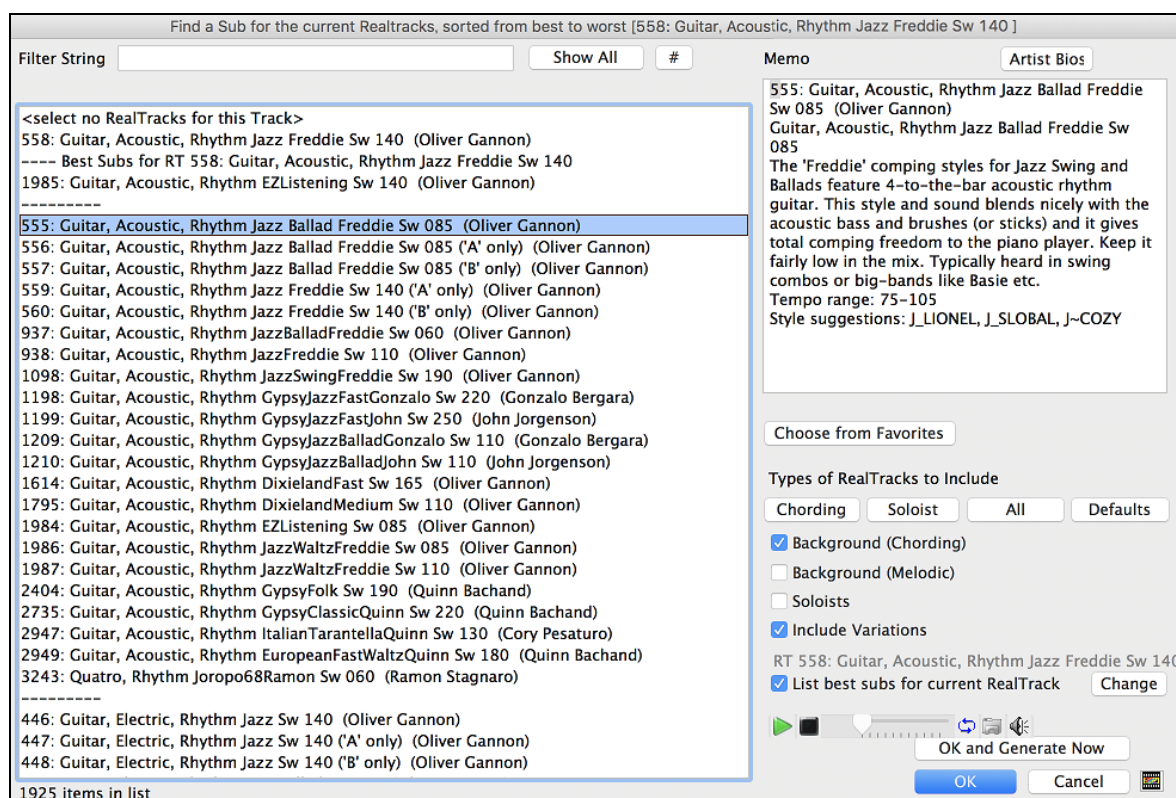 Find a Sub for the current Realtracks, sorted from best to worst [558: Guitar, Acoustic, Rhythm Jazz Freddie Sw 140 ]
Filter String
Show All
#
<select no RealTracks for this Track>
558: Guitar, Acoustic, Rhythm Jazz Freddie Sw 140 (Oliver Gannon)
---- Best Subs for RT 558: Guitar, Acoustic, Rhythm Jazz Freddie Sw 140
1985: Guitar, Acoustic, Rhythm EZListening Sw 140 (Oliver Gannon)
---------
555: Guitar, Acoustic, Rhythm Jazz Ballad Freddie Sw 085 (Oliver Gannon)
556: Guitar, Acoustic, Rhythm Jazz Ballad Freddie Sw 085 ('A' only) (Oliver Gannon)
557: Guitar, Acoustic, Rhythm Jazz Ballad Freddie Sw 085 ('B' only) (Oliver Gannon)
559: Guitar, Acoustic, Rhythm Jazz Freddie Sw 140 ('A' only) (Oliver Gannon)
560: Guitar, Acoustic, Rhythm Jazz Freddie Sw 140 ('B' only) (Oliver Gannon)
937: Guitar, Acoustic, Rhythm JazzBalladFreddie Sw 060 (Oliver Gannon)
938: Guitar, Acoustic, Rhythm JazzFreddie Sw 110 (Oliver Gannon)
1098: Guitar, Acoustic, Rhythm JazzSwingFreddie Sw 190 (Oliver Gannon)
1198: Guitar, Acoustic, Rhythm GypsyJazzFastGonzalo Sw 220 (Gonzalo Bergara)
1199: Guitar, Acoustic, Rhythm GypsyJazzFastJohn Sw 250 (John Jorgenson)
1209: Guitar, Acoustic, Rhythm GypsyJazzBalladGonzalo Sw 110 (Gonzalo Bergara)
1210: Guitar, Acoustic, Rhythm GypsyJazzBalladJohn Sw 110 (John Jorgenson)
1614: Guitar, Acoustic, Rhythm DixielandFast Sw 165 (Oliver Gannon)
1795: Guitar, Acoustic, Rhythm DixielandMedium Sw 110 (Oliver Gannon)
1984: Guitar, Acoustic, Rhythm EZListening Sw 085 (Oliver Gannon)
1986: Guitar, Acoustic, Rhythm JazzWaltzFreddie Sw 085 (Oliver Gannon)
1987: Guitar, Acoustic, Rhythm JazzWaltzFreddie Sw 110 (Oliver Gannon)
2404: Guitar, Acoustic, Rhythm GypsyFolk Sw 190 (Quinn Bachand)
2735: Guitar, Acoustic, Rhythm GypsyClassicQuinn Sw 220 (Quinn Bachand)
2947: Guitar, Acoustic, Rhythm ItalianTarantellaQuinn Sw 130 (Cory Pesaturo)
2949: Guitar, Acoustic, Rhythm EuropeanFastWaltzQuinn Sw 180 (Quinn Bachand)
3243: Quatro, Rhythm Joropo68Ramon Sw 060 (Ramon Stagnaro)
---------
446: Guitar, Electric, Rhythm Jazz Sw 140 (Oliver Gannon)
447: Guitar, Electric, Rhythm Jazz Sw 140 ('A' only) (Oliver Gannon)
448: Guitar, Electric, Rhythm Jazz Sw 140 ('B' only) (Oliver Gannon)
1925 items in list
Memo
Artist Bios
555: Guitar, Acoustic, Rhythm Jazz Ballad Freddie
Sw 085 (Oliver Gannon)
Guitar, Acoustic, Rhythm Jazz Ballad Freddie Sw
085
The 'Freddie' comping styles for Jazz Swing and
Ballads feature 4-to-the-bar acoustic rhythm
guitar. This style and sound blends nicely with the
acoustic bass and brushes (or sticks) and it gives
total comping freedom to the piano player. Keep it
fairly low in the mix. Typically heard in swing
combos or big-bands like Basie etc.
Tempo range: 75-105
Style suggestions: J_LIONEL, J_SLOBAL, J~COZY
Choose from Favorites
Types of RealTracks to Include
Chording
Soloist
All
Defaults
Background (Chording)
Background (Melodic)
Soloists
Include Variations
RT 558: Guitar, Acoustic, Rhythm Jazz Freddie Sw 140
List best subs for current RealTrack
Change
OK and Generate Now
OK
Cancel